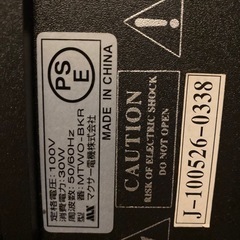 PS
E
定格電圧：100V
消費電力：30W
周波数：50/60Hz
型番：MTWO-BKR
MAX マクサー電機株式会社
MADE IN CHINA
CAUTION
RISK OF ELECTRIC SHOCK
DO NOT OPEN
J-100526-0338